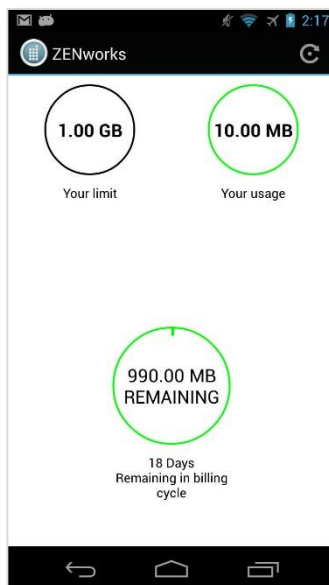 2:17
ZENworks
1.00 GB
10.00 MB
Your limit
Your usage
990.00 MB
REMAINING
18 Days
Remaining in billing
cycle